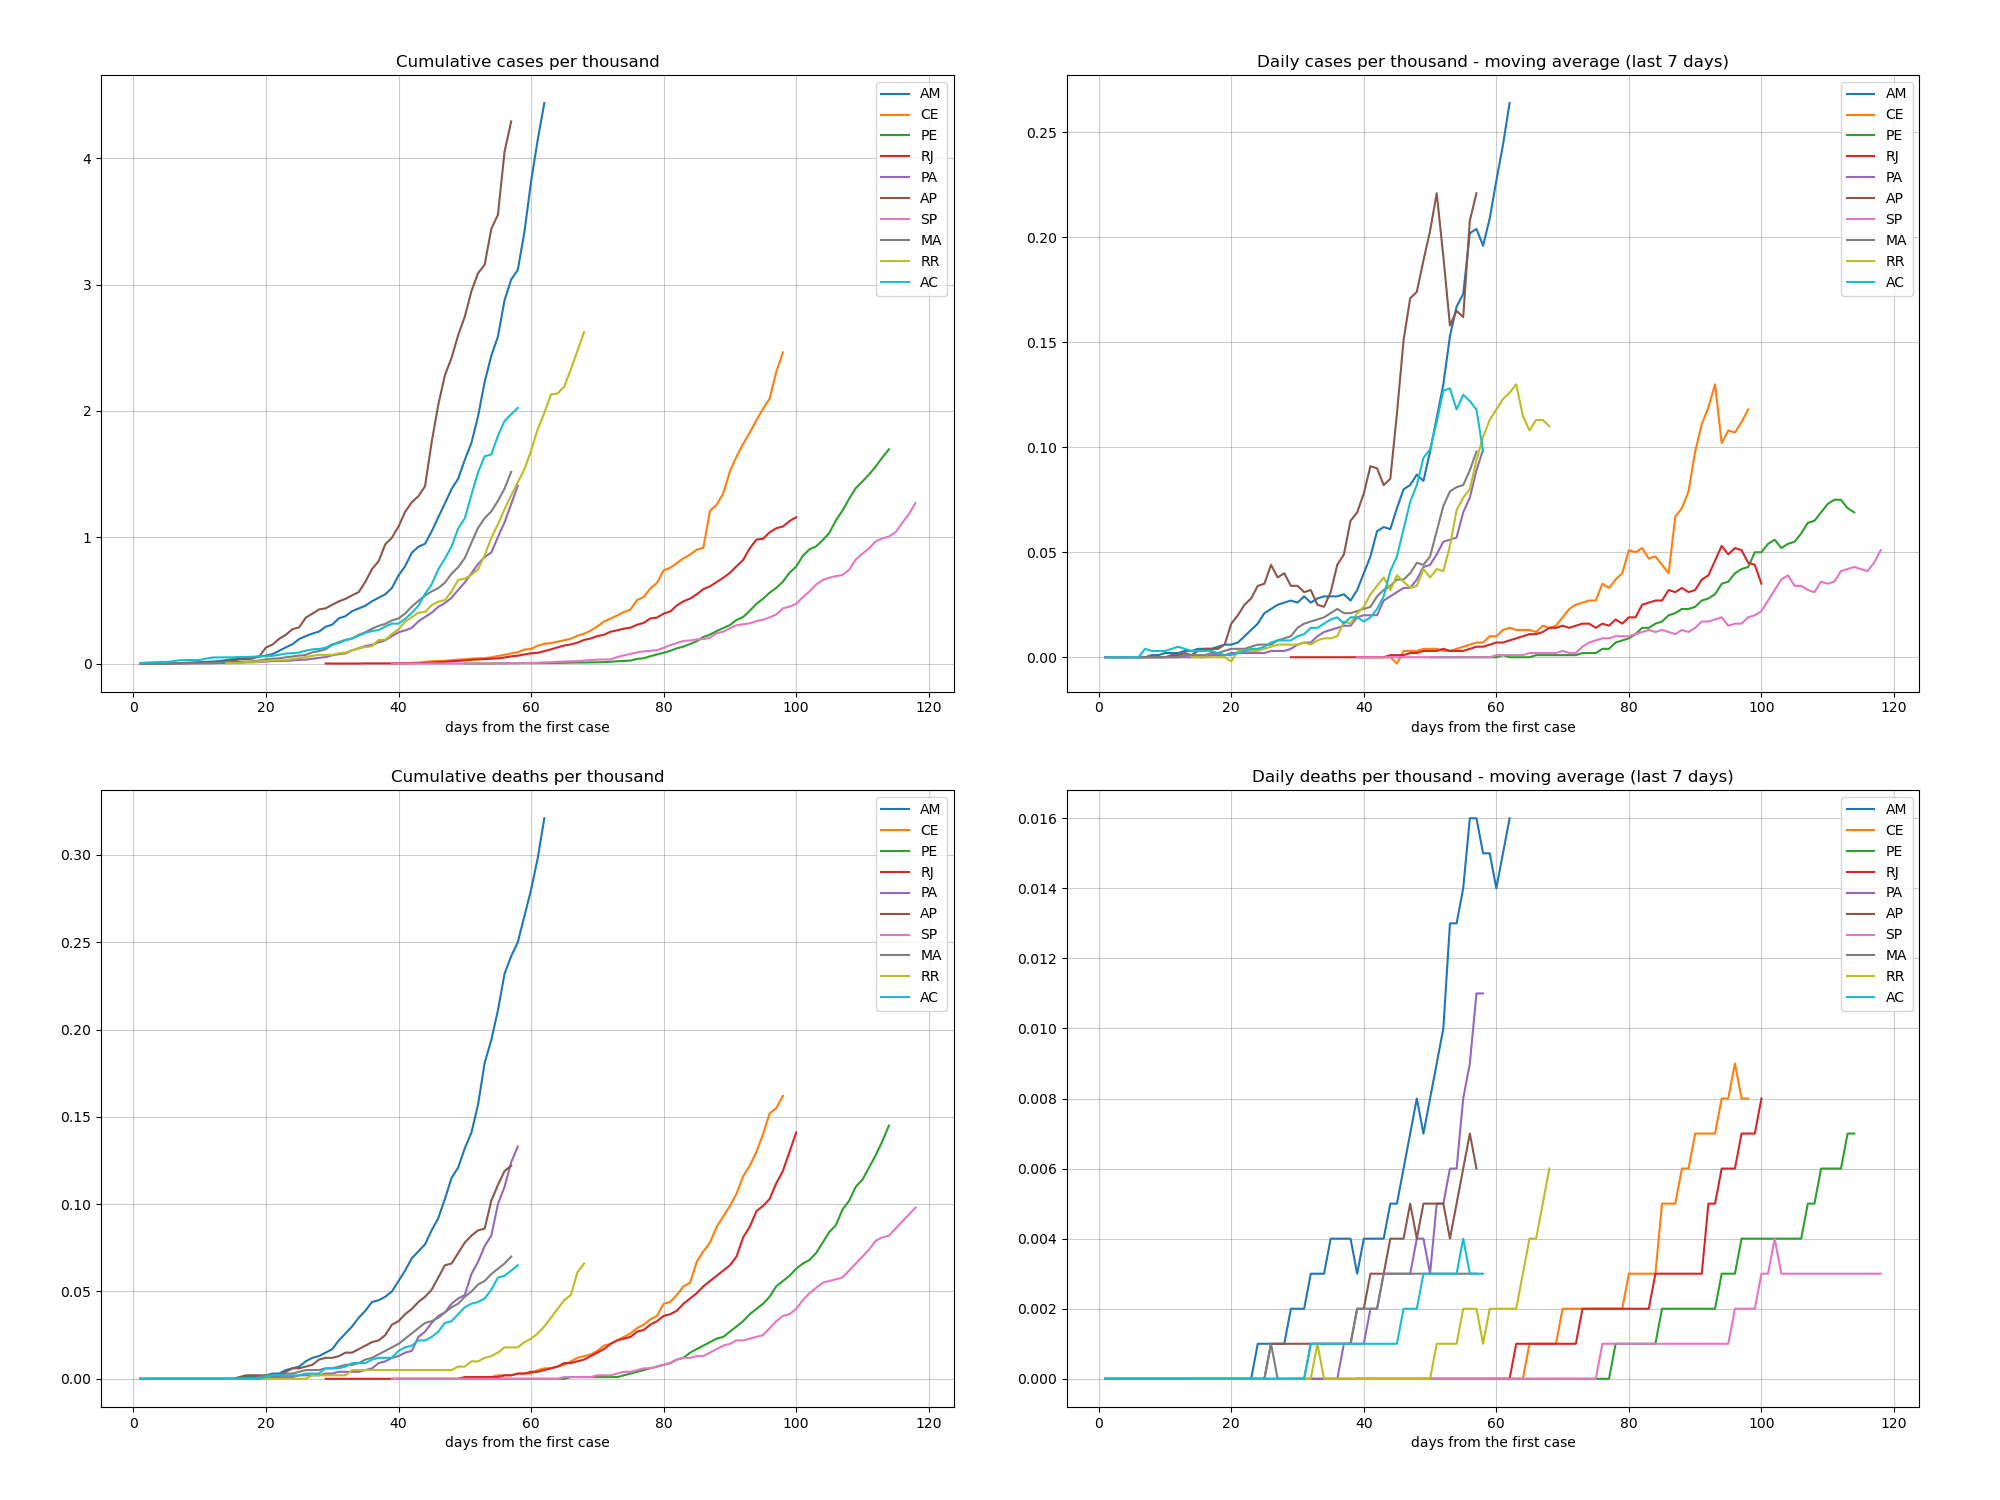 Cumulative cases per thousand
4
3
2
1
0
AM
CE
PE
RJ
PA
AP
SP
MA
RR
AC
0 20 40 60 80 100 120
days from the first case
Daily cases per thousand - moving average (last 7 days)
0.25
0.20
0.15
0.10
0.05
0.00
AM
CE
PE
RJ
PA
AP
SP
MA
RR
AC
0 20 40 60 80 100 120
days from the first case
Cumulative deaths per thousand
0.30
0.25
0.20
0.15
0.10
0.05
0.00
AM
CE
PE
RJ
PA
AP
SP
MA
RR
AC
0 20 40 60 80 100 120
days from the first case
Daily deaths per thousand - moving average (last 7 days)
0.016
0.014
0.012
0.010
0.008
0.006
0.004
0.002
0.000
AM
CE
PE
RJ
PA
AP
SP
MA
RR
AC
0 20 40 60 80 100 120
days from the first case